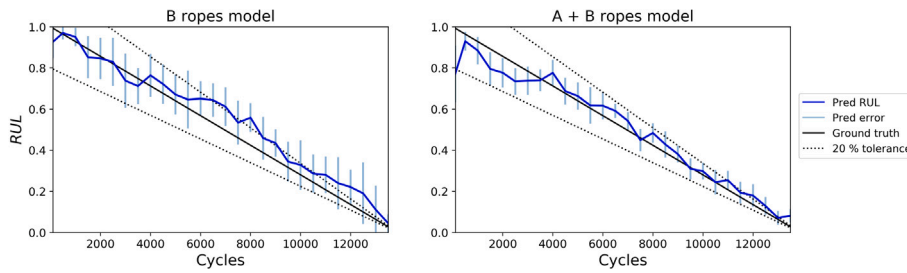 B ropes model
A + B ropes model
1.0
0.8
0.6
0.4
0.2
0.0
RUL
2000 4000 6000 8000 10000 12000
Cycles
1.0
0.8
0.6
0.4
0.2
0.0
2000 4000 6000 8000 10000 12000
Cycles
Pred RUL
Pred error
Ground truth
20 % tolerance